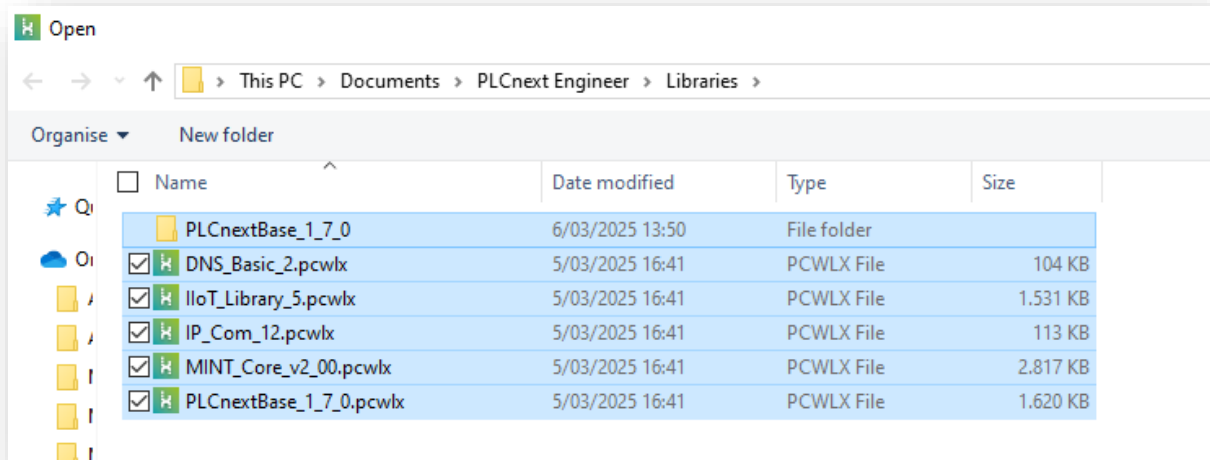 Open
This PC > Documents > PLCnext Engineer > Libraries >
Organise New folder
Name Date modified Type Size
PLCnextBase_1_7_0 6/03/2025 13:50 File folder
DNS_Basic_2.pcwlx 5/03/2025 16:41 PCWLX File 104 KB
IIoT_Library_5.pcwlx 5/03/2025 16:41 PCWLX File 1.531 KB
IP_Com_12.pcwlx 5/03/2025 16:41 PCWLX File 113 KB
MINT_Core_v2_00.pcwlx 5/03/2025 16:41 PCWLX File 2.817 KB
PLCnextBase_1_7_0.pcwlx 5/03/2025 16:41 PCWLX File 1.620 KB